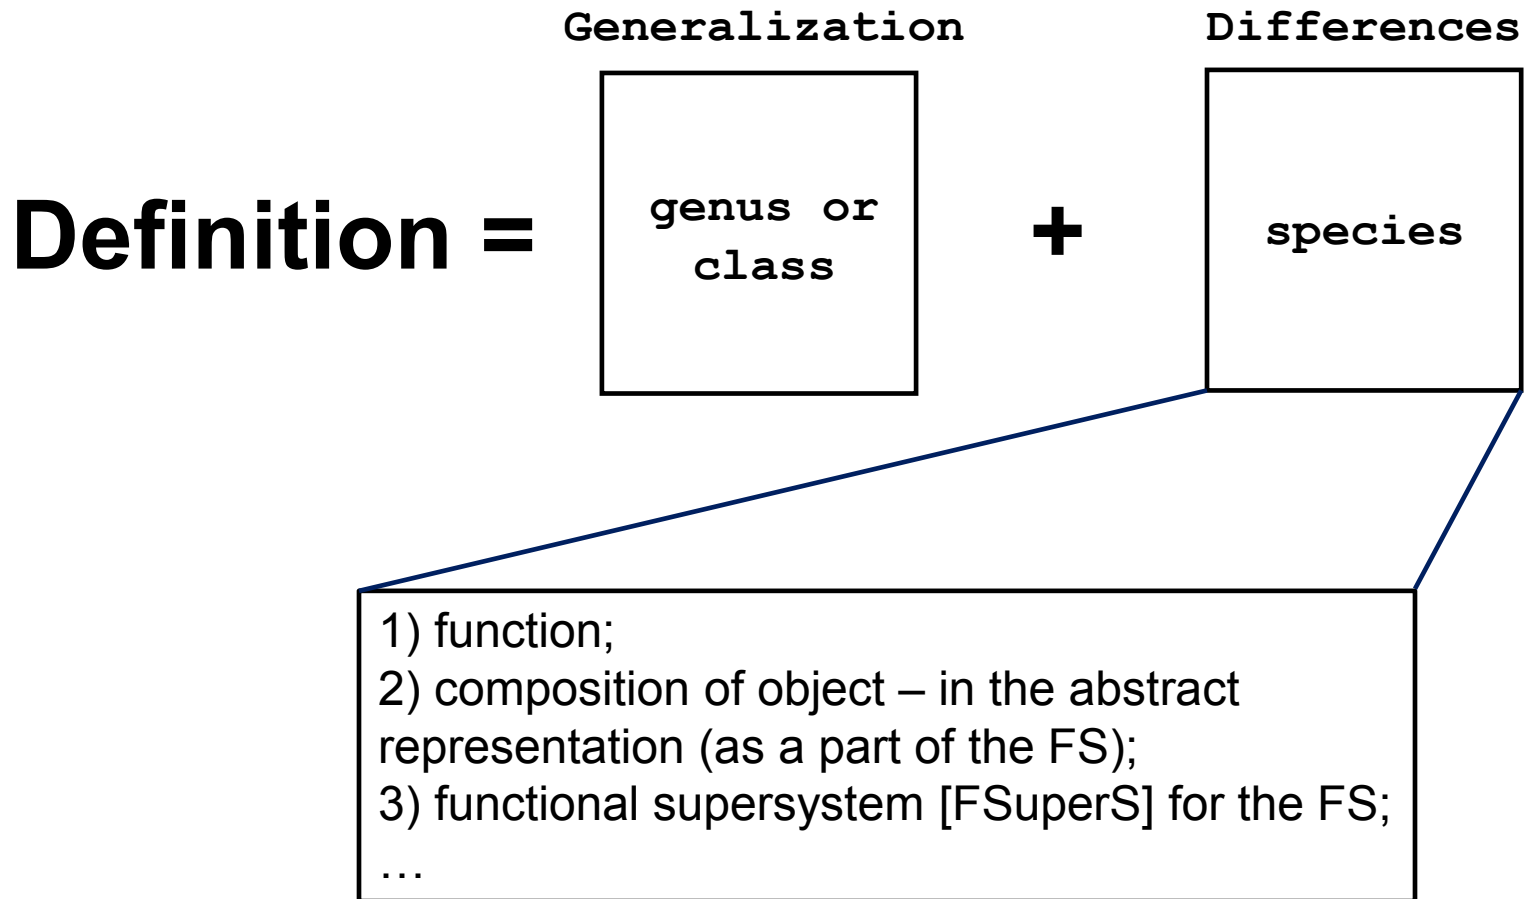 Generalization
Differences
Definition =
genus or
class
+
species
1) function;
2) composition of object – in the abstract
representation (as a part of the FS);
3) functional supersystem [FSuperS] for the FS;
…